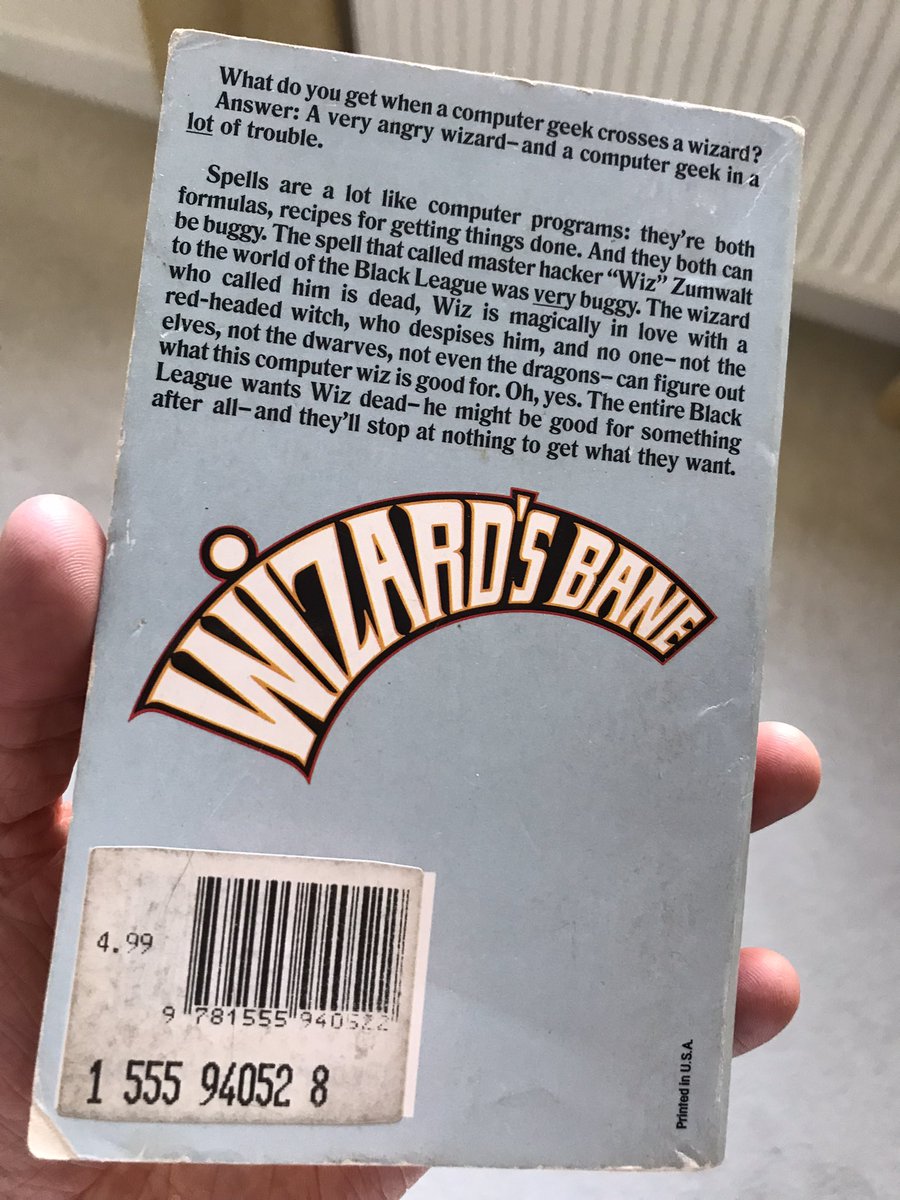 What do you get when a computer geek crosses a wizard?
Answer: A very angry wizard–and a computer geek in a
lot of trouble.
Spells are a lot like computer programs: they're both
formulas, recipes for getting things done. And they both can
be buggy. The spell that called master hacker “Wiz” Zumwalt
to the world of the Black League was very buggy. The wizard
who called him is dead, Wiz is magically in love with a
red-headed witch, who despises him, and no one–not the
elves, not the dwarves, not even the dragons–can figure out
what this computer wiz is good for. Oh, yes. The entire Black
League wants Wiz dead–he might be good for something
after all–and they'll stop at nothing to get what they want.
WIZARD'S BANE
4.99
9 781555 940522
1 555 94052 8
Printed in U.S.A.